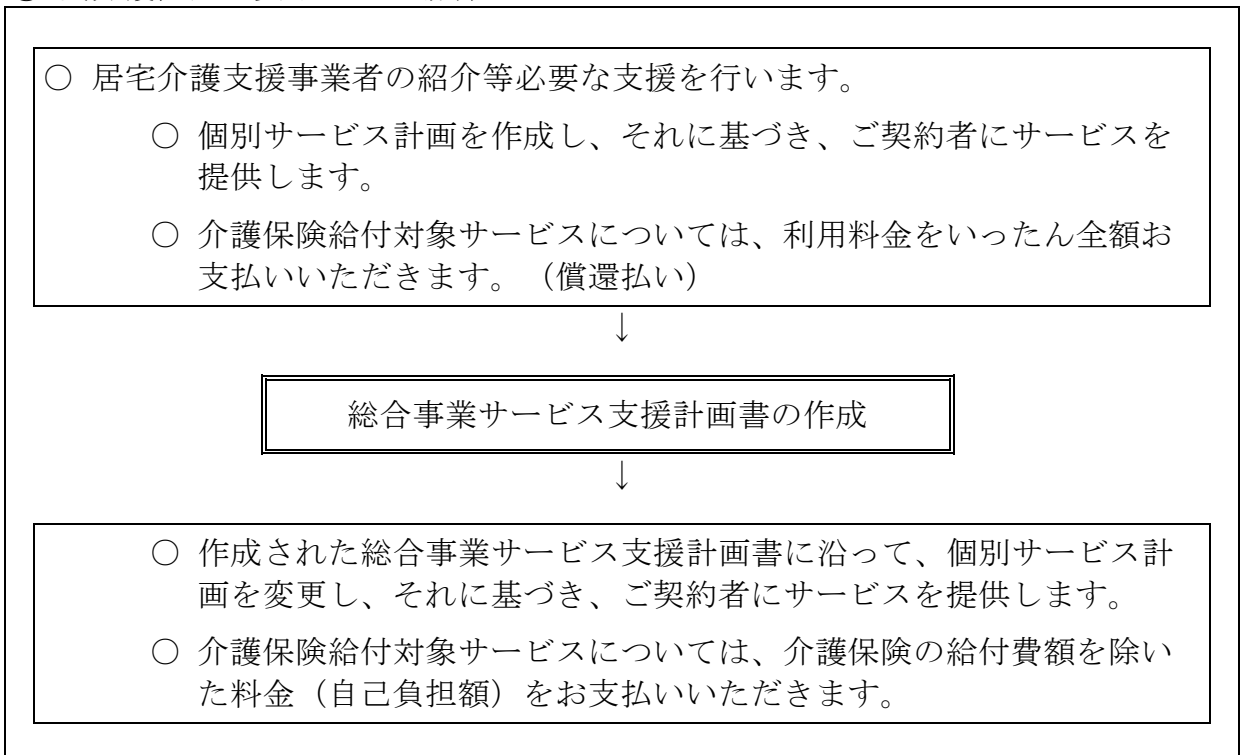 ○ 居宅介護支援事業者の紹介等必要な支援を行います。
○ 個別サービス計画を作成し、それに基づき、ご契約者にサービスを
提供します。
○ 介護保険給付対象サービスについては、利用料金をいったん全額お
支払いいただきます。（償還払い）
↓
総合事業サービス支援計画書の作成
↓
○ 作成された総合事業サービス支援計画書に沿って、個別サービス計
画を変更し、それに基づき、ご契約者にサービスを提供します。
○ 介護保険給付対象サービスについては、介護保険の給付費額を除い
た料金（自己負担額）をお支払いいただきます。